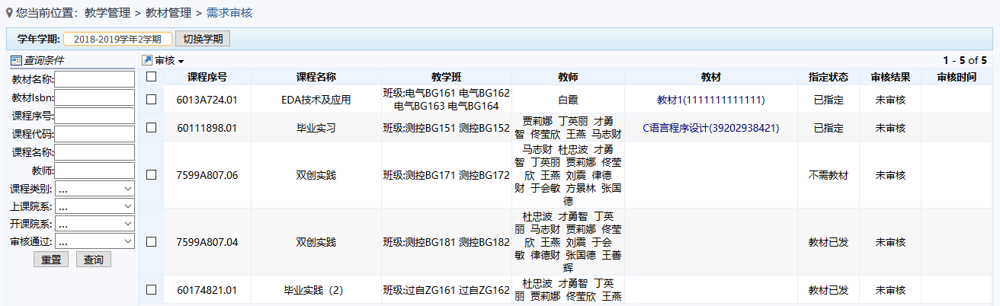 您当前位置: 教学管理 > 教材管理 > 需求审核
学年学期: 2018-2019学年2学期 切换学期
查询条件
教材名称:
教材Isbn:
课程序号:
课程代码:
课程名称:
教师:
课程类别: ...
上课院系: ...
开课院系: ...
审核通过: ...
重置 查询
审核 1 - 5 of 5
课程序号 课程名称 教学班 教师 教材 指定状态 审核结果 审核时间
6013A724.01 EDA技术及应用 班级:电气BG161 电气BG162
电气BG163 电气BG164 白霞 教材1(1111111111111) 已指定 未审核
60111898.01 毕业实习 班级:测控BG151 测控BG152 贾莉娜 丁英丽 才勇
智 佟莹欣 王燕 马志财 C语言程序设计(39202938421) 已指定 未审核
7599A807.06 双创实践 班级:测控BG171 测控BG172 马志财 杜忠波 才勇
智 丁英丽 贾莉娜 佟莹
欣 王燕 刘震 律德
财 于会敏 方景林 张国
德 不需教材 未审核
7599A807.04 双创实践 班级:测控BG181 测控BG182 杜忠波 才勇智 丁英
丽 马志财 贾莉娜 佟莹
欣 王燕 刘震 于会
敏 律德财 张国德 王善
辉 教材已发 未审核
60174821.01 毕业实践（2） 班级:过自ZG161 过自ZG162 杜忠波 才勇智 丁英
丽 贾莉娜 佟莹欣 王燕 教材已发 未审核